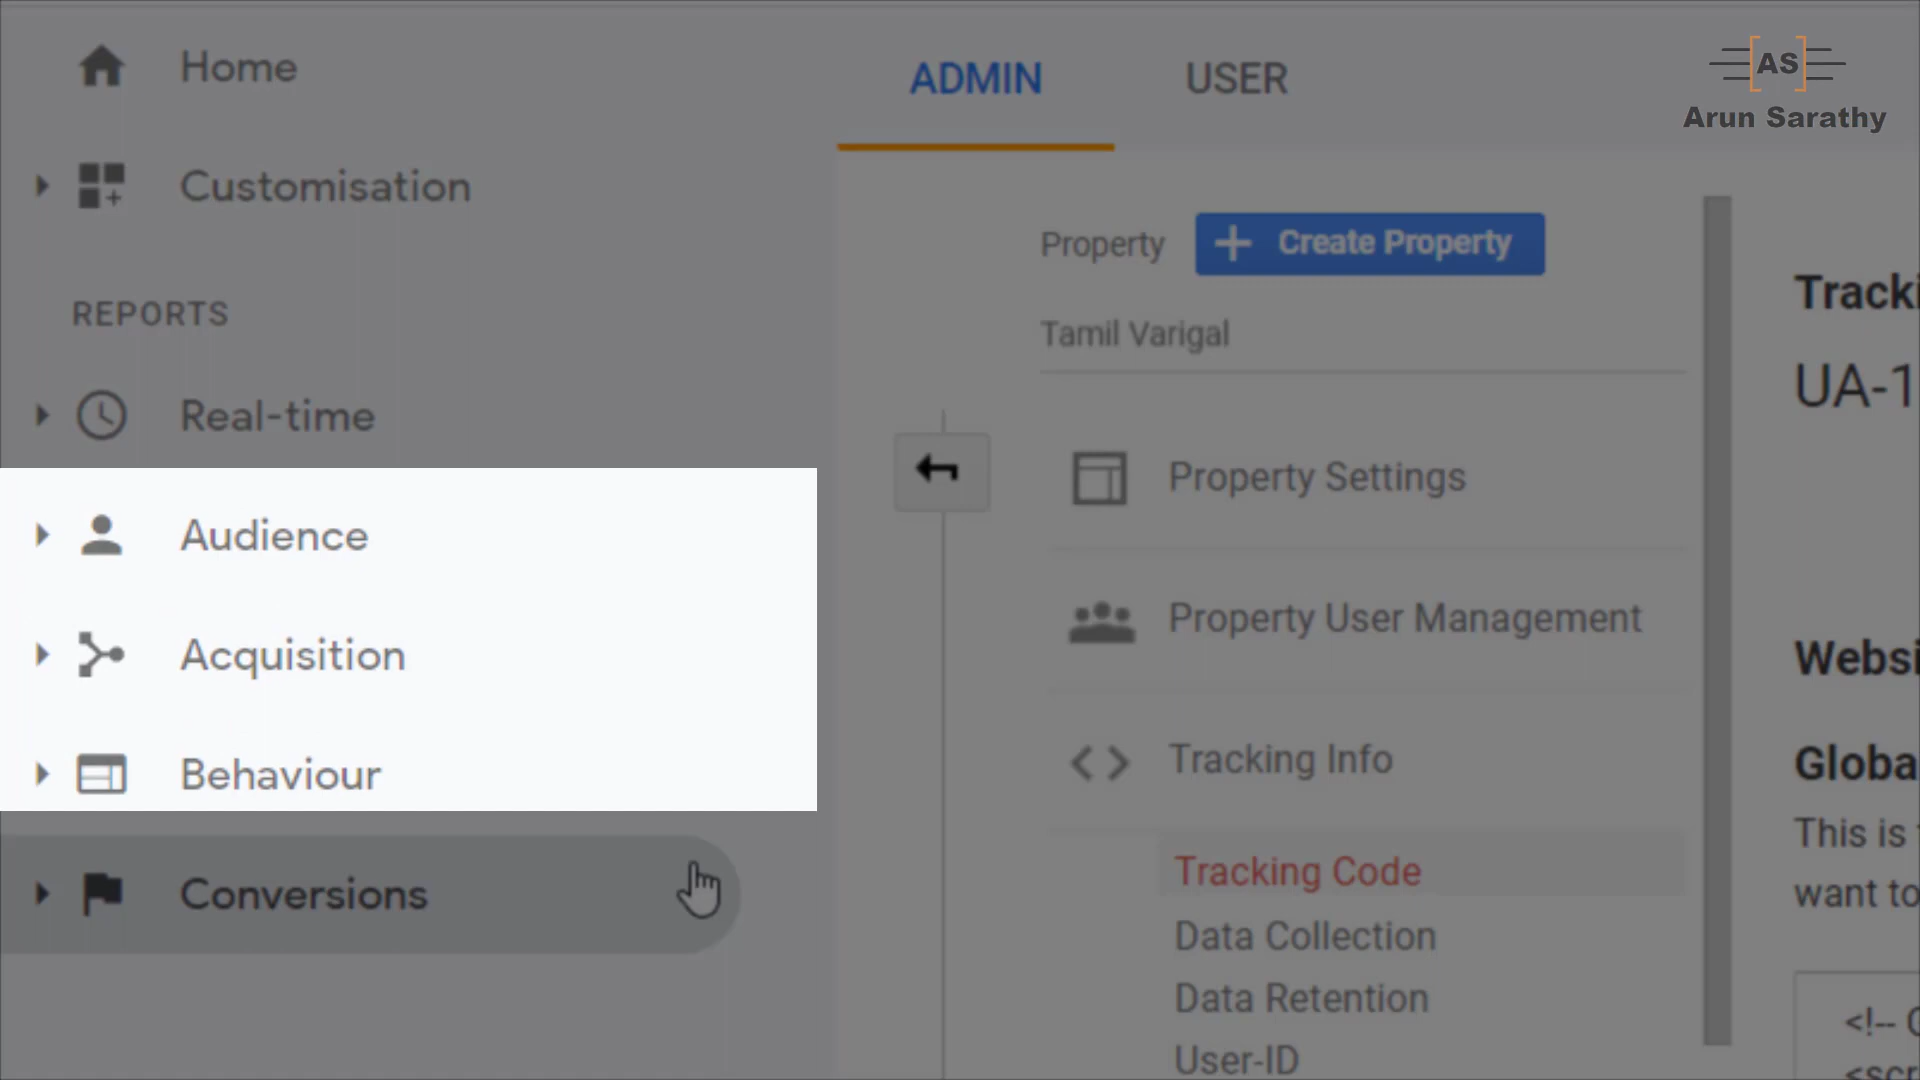 Home
Customisation
REPORTS
Real-time
Audience
Acquisition
Behaviour
Conversions
ADMIN
USER
Property
Create Property
Tamil Varigal
Property Settings
Property User Management
Tracking Info
Tracking Code
Data Collection
Data Retention
User-ID
AS
Arun Sarathy
Tracki
UA-1
Websi
Globa
This is
want to
<!-- G
<scr